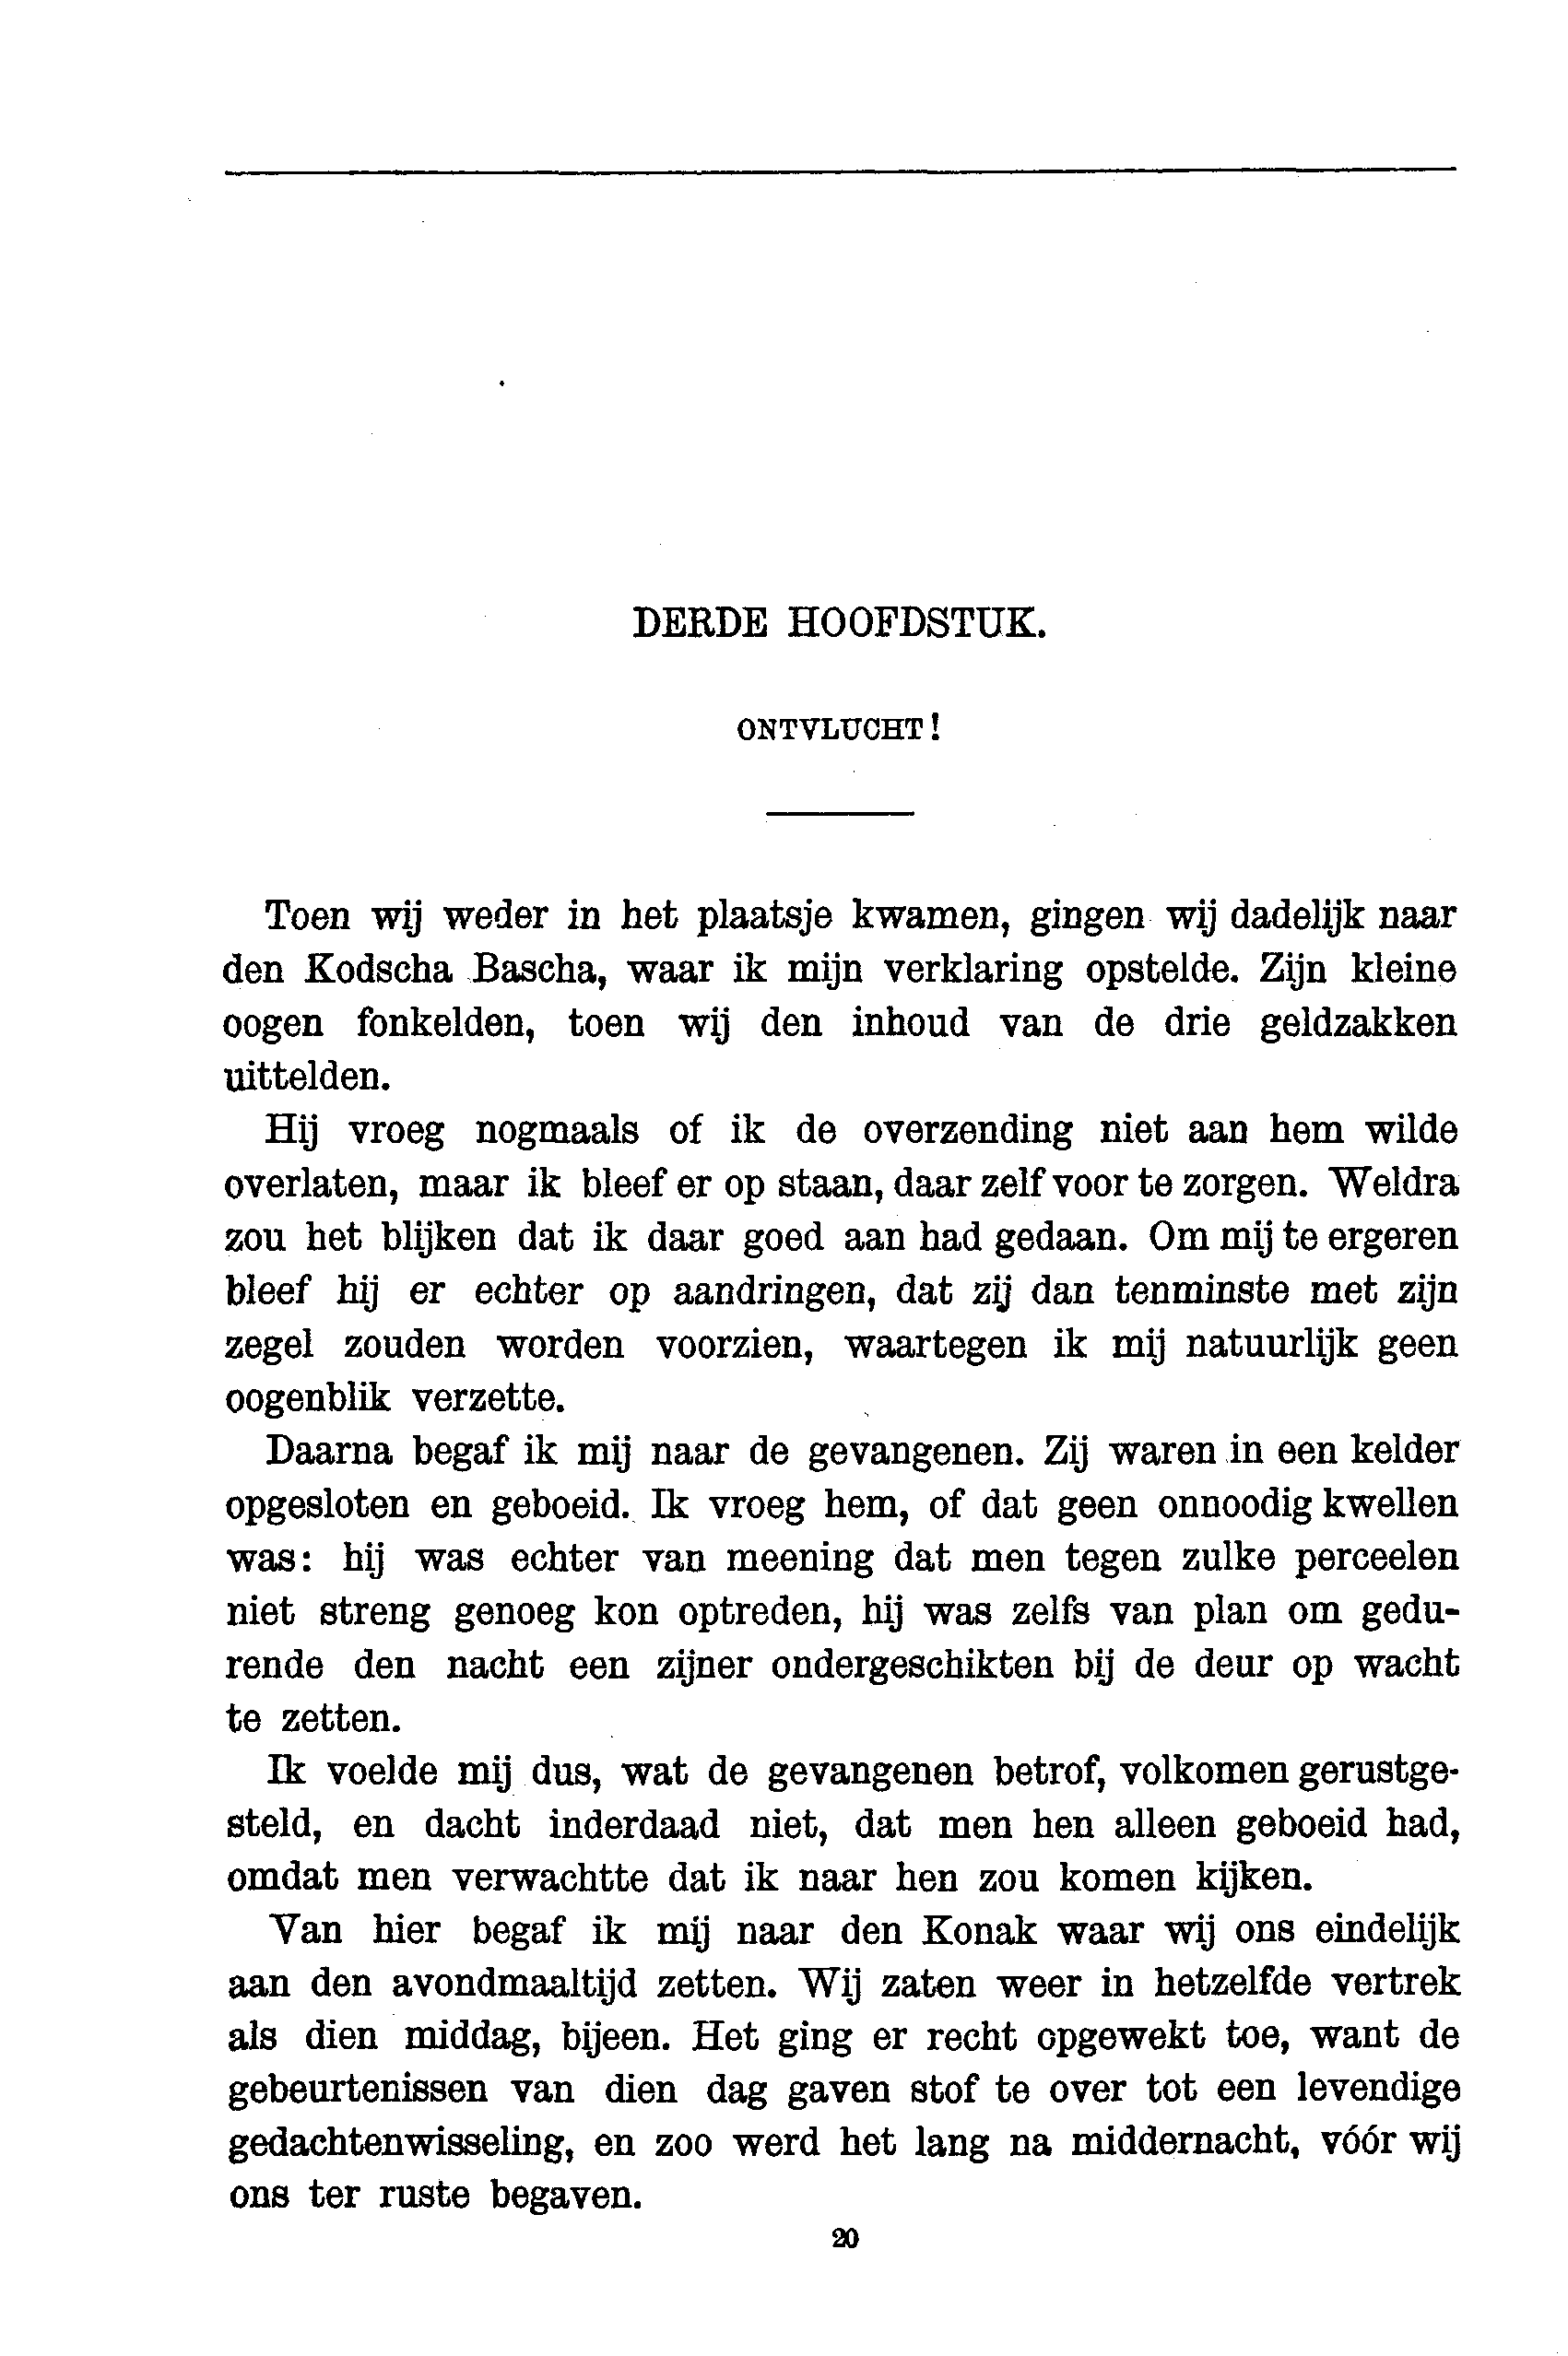 DERDE HOOFDSTUK.
ONTVLUCHT!
Toen wij weder in het plaatsje kwamen, gingen wij dadelijk naar
den Kodscha Bascha, waar ik mijn verklaring opstelde. Zijn kleine
oogen fonkelden, toen wij den inhoud van de drie geldzakken
uittelden.
Hij vroeg nogmaals of ik de overzending niet aan hem wilde
overlaten, maar ik bleef er op staan, daar zelf voor te zorgen. Weldra
zou het blijken dat ik daar goed aan had gedaan. Om mij te ergeren
bleef hij er echter op aandringen, dat zij dan tenminste met zijn
zegel zouden worden voorzien, waartegen ik mij natuurlijk geen
oogenblik verzette.
Daarna begaf ik mij naar de gevangenen. Zij waren in een kelder
opgesloten en geboeid. Ik vroeg hem, of dat geen onnoodig kwellen
was: hij was echter van meening dat men tegen zulke perceelen
niet streng genoeg kon optreden, hij was zelfs van plan om gedu-
rende den nacht een zijner ondergeschikten bij de deur op wacht
te zetten.
Ik voelde mij dus, wat de gevangenen betrof, volkomen gerustge-
steld, en dacht inderdaad niet, dat men hen alleen geboeid had,
omdat men verwachtte dat ik naar hen zou komen kijken.
Van hier begaf ik mij naar den Konak waar wij ons eindelijk
aan den avondmaaltijd zetten. Wij zaten weer in hetzelfde vertrek
als dien middag, bijeen. Het ging er recht opgewekt toe, want de
gebeurtenissen van dien dag gaven stof te over tot een levendige
gedachtenwisseling, en zoo werd het lang na middernacht, vóór wij
ons ter ruste begaven.
20